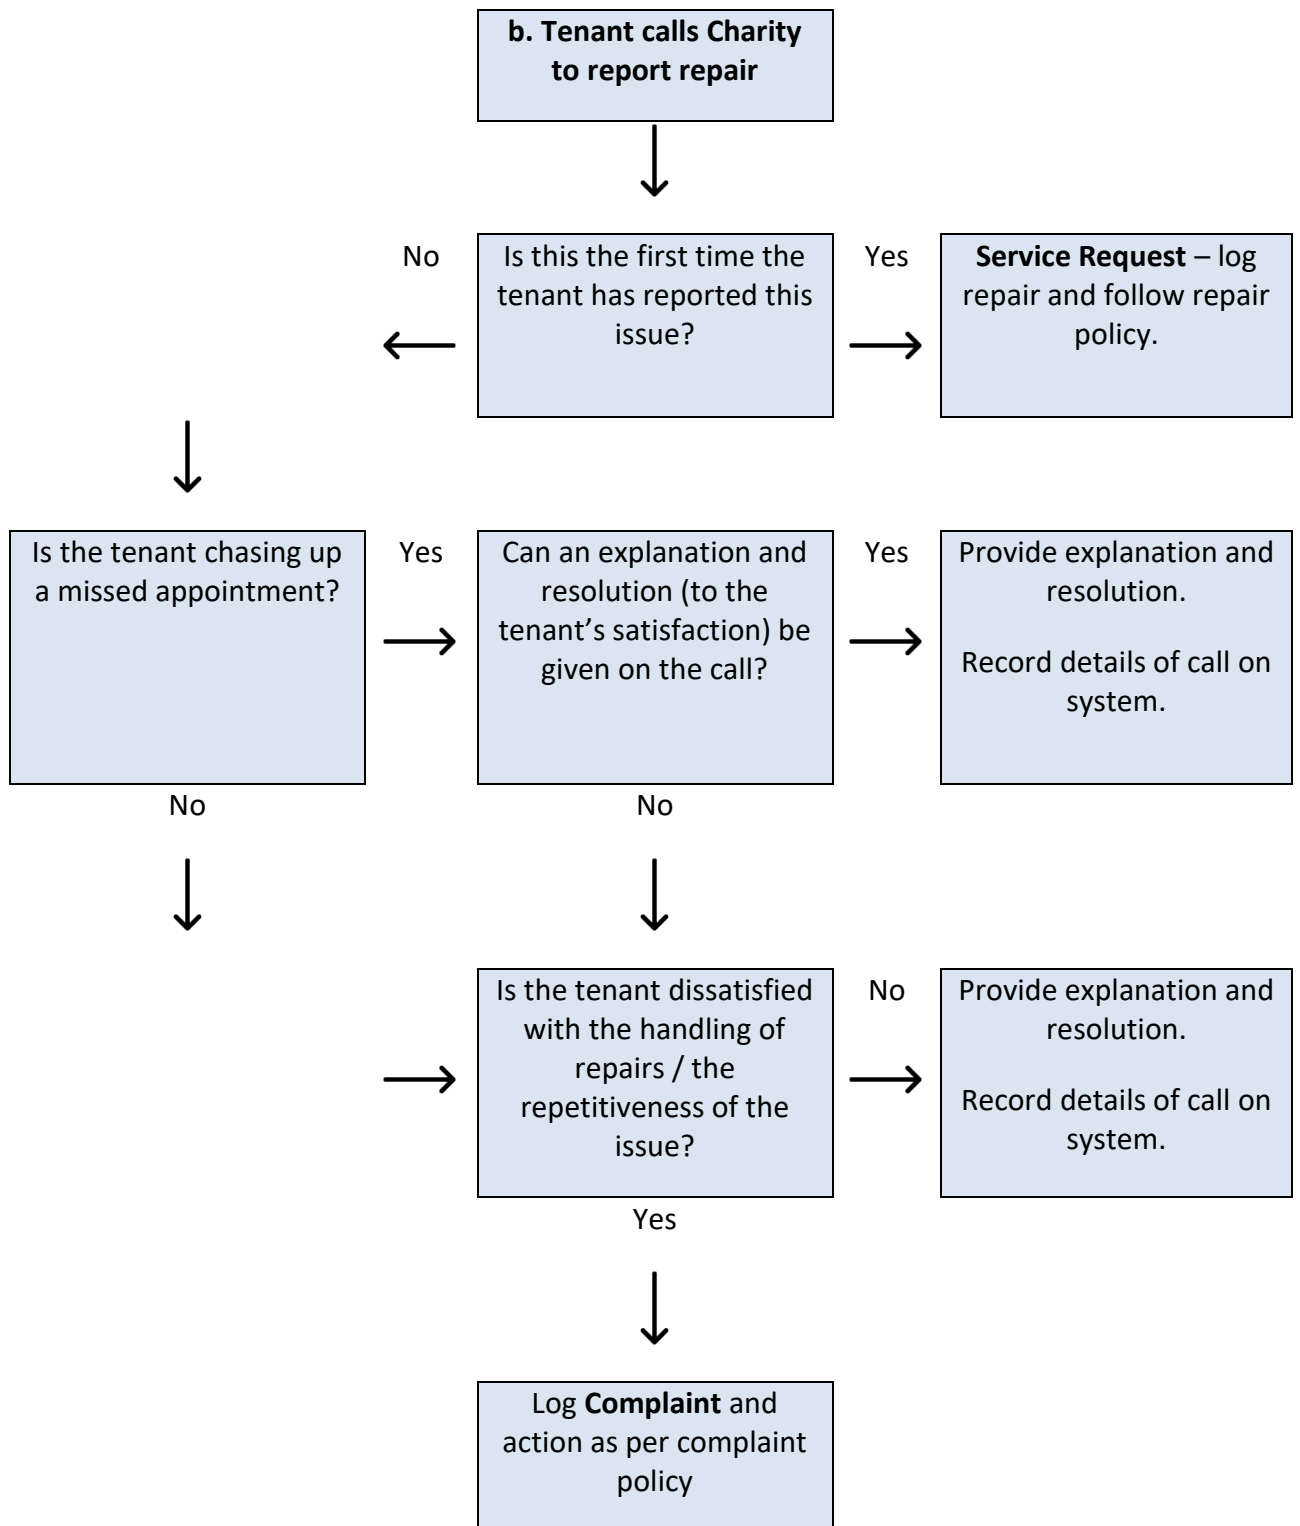 b. Tenant calls Charity
to report repair
No
Is this the first time the
tenant has reported this
issue?
Yes
Service Request – log
repair and follow repair
policy.
Is the tenant chasing up
a missed appointment?
Yes
Can an explanation and
resolution (to the
tenant’s satisfaction) be
given on the call?
Yes
Provide explanation and
resolution.
Record details of call on
system.
No
No
Is the tenant dissatisfied
with the handling of
repairs / the
repetitiveness of the
issue?
No
Provide explanation and
resolution.
Record details of call on
system.
Yes
Log Complaint and
action as per complaint
policy